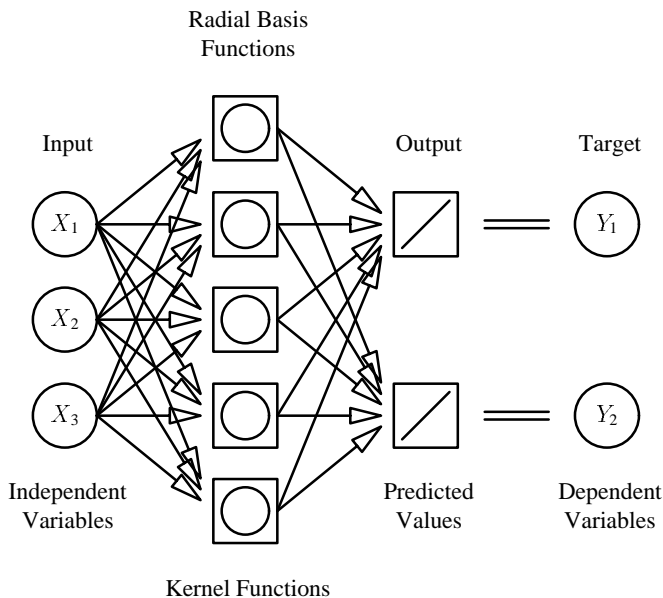 Radial Basis
Functions
Input
Output
Target
X₁
Y₁
X₂
X₃
Y₂
Independent
Variables
Predicted
Values
Dependent
Variables
Kernel Functions